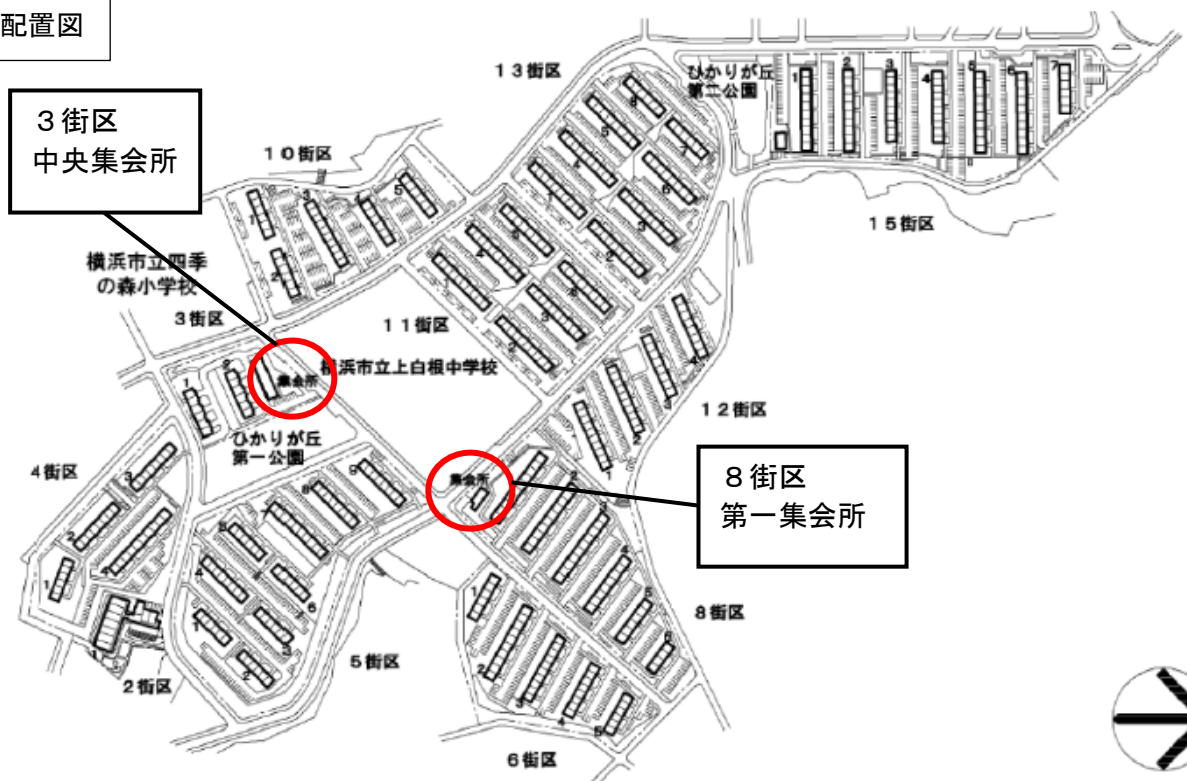 配置図
３街区
中央集会所
１３街区
ひかりが丘
第二公園
１０街区
１５街区
横浜市立四季
の森小学校
３街区
１１街区
横浜市立上白根中学校
集会所
１２街区
ひかりが丘
第一公園
４街区
集会所
８街区
第一集会所
８街区
５街区
２街区
６街区